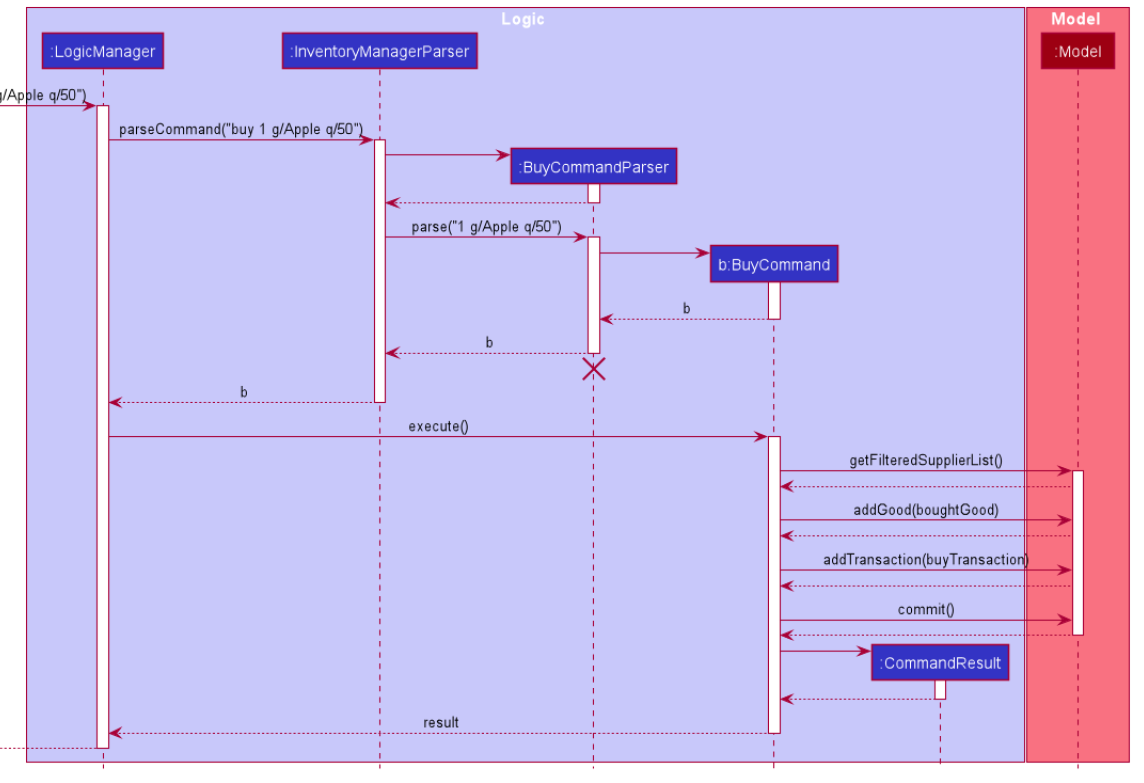 Logic
Model
:LogicManager
:InventoryManagerParser
:Model
g/Apple q/50")
parseCommand("buy 1 g/Apple q/50")
:BuyCommandParser
parse("1 g/Apple q/50")
b:BuyCommand
b
b
b
execute()
getFilteredSupplierList()
addGood(boughtGood)
addTransaction(buyTransaction)
commit()
:CommandResult
result